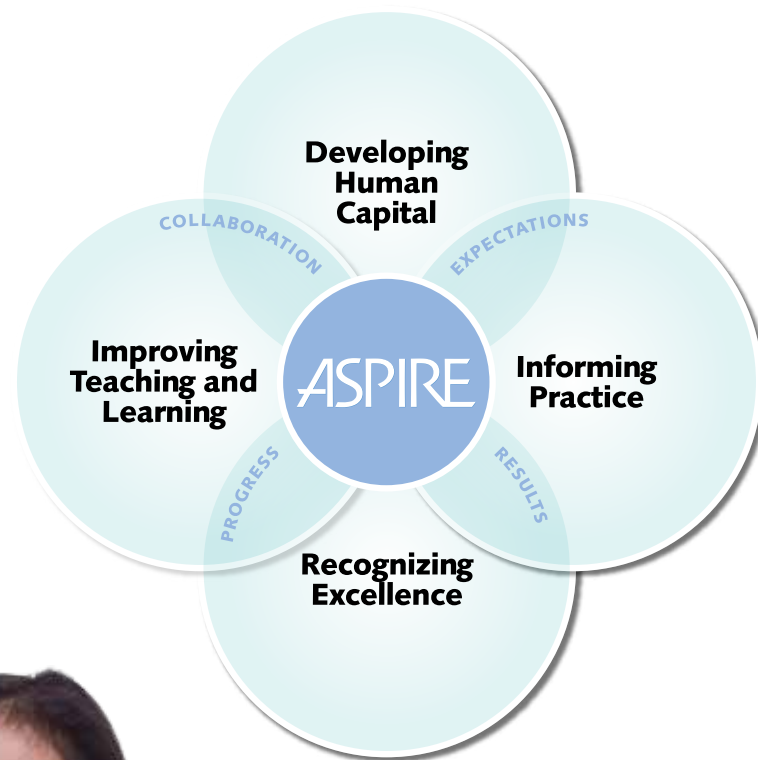 Developing
Human
Capital
COLLABORATION
EXPECTATIONS
Improving
Teaching and
Learning
ASPIRE
Informing
Practice
PROGRESS
RESULTS
Recognizing
Excellence